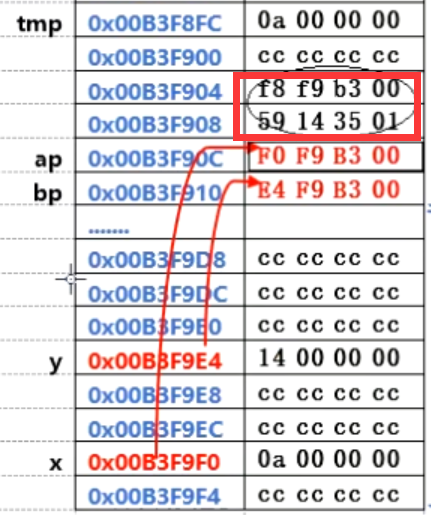 tmp 0x00B3F8FC 0a 00 00 00
0x00B3F900 cc cc cc cc
0x00B3F904 f8 f9 b3 00
0x00B3F908 59 14 35 01
ap 0x00B3F90C F0 F9 B3 00
bp 0x00B3F910 E4 F9 B3 00
.......
0x00B3F9D8 cc cc cc cc
0x00B3F9DC cc cc cc cc
0x00B3F9E0 cc cc cc cc
y 0x00B3F9E4 14 00 00 00
0x00B3F9E8 cc cc cc cc
0x00B3F9EC cc cc cc cc
x 0x00B3F9F0 0a 00 00 00
0x00B3F9F4 cc cc cc cc